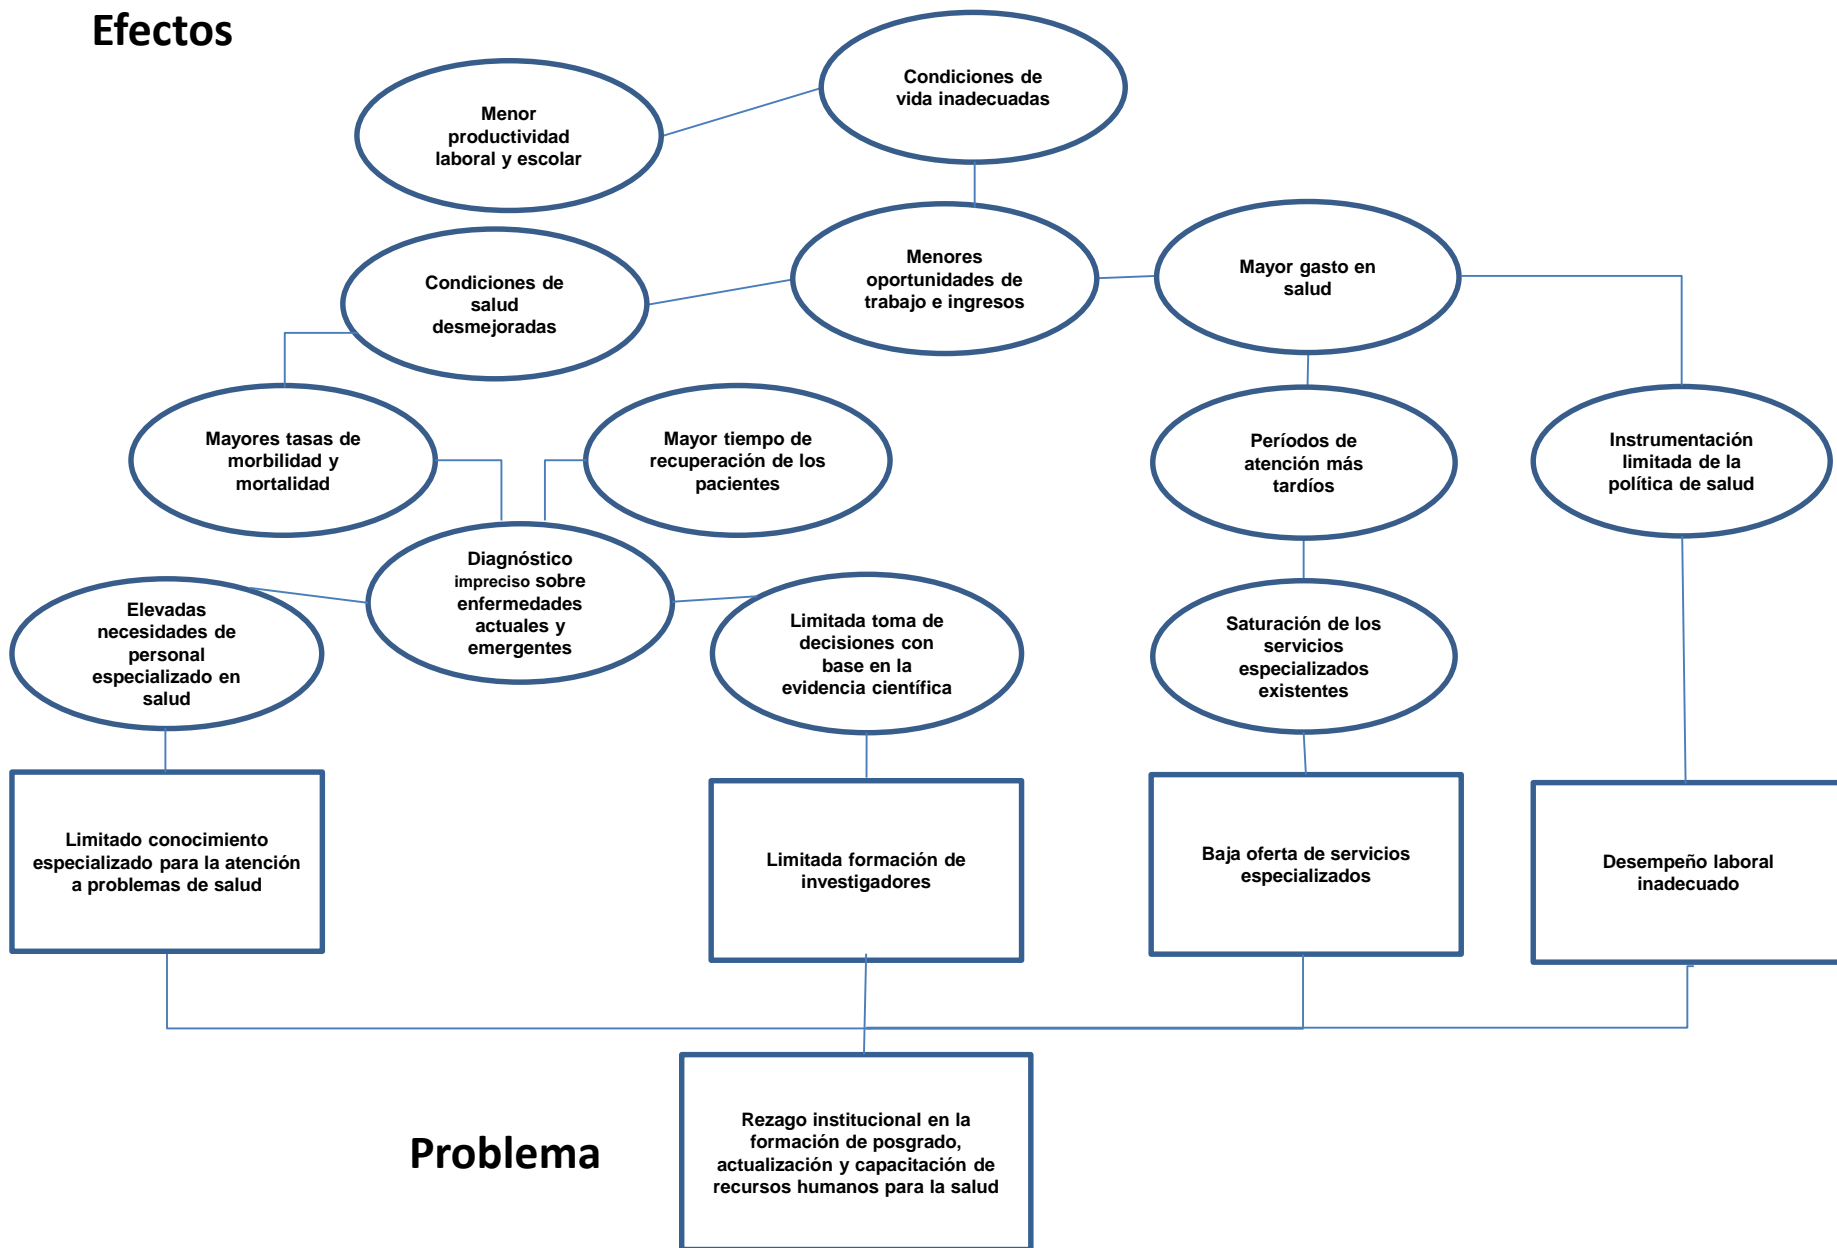 Efectos
Condiciones de
vida inadecuadas
Menor
productividad
laboral y escolar
Condiciones de
salud
desmejoradas
Menores
oportunidades de
trabajo e ingresos
Mayor gasto en
salud
Mayores tasas de
morbilidad y
mortalidad
Mayor tiempo de
recuperación de los
pacientes
Períodos de
atención más
tardíos
Instrumentación
limitada de la
política de salud
Diagnóstico
impreciso sobre
enfermedades
actuales y
emergentes
Elevadas
necesidades de
personal
especializado en
salud
Limitada toma de
decisiones con
base en la
evidencia científica
Saturación de los
servicios
especializados
existentes
Limitado conocimiento
especializado para la atención
a problemas de salud
Limitada formación de
investigadores
Baja oferta de servicios
especializados
Desempeño laboral
inadecuado
Problema
Rezago institucional en la
formación de posgrado,
actualización y capacitación de
recursos humanos para la salud